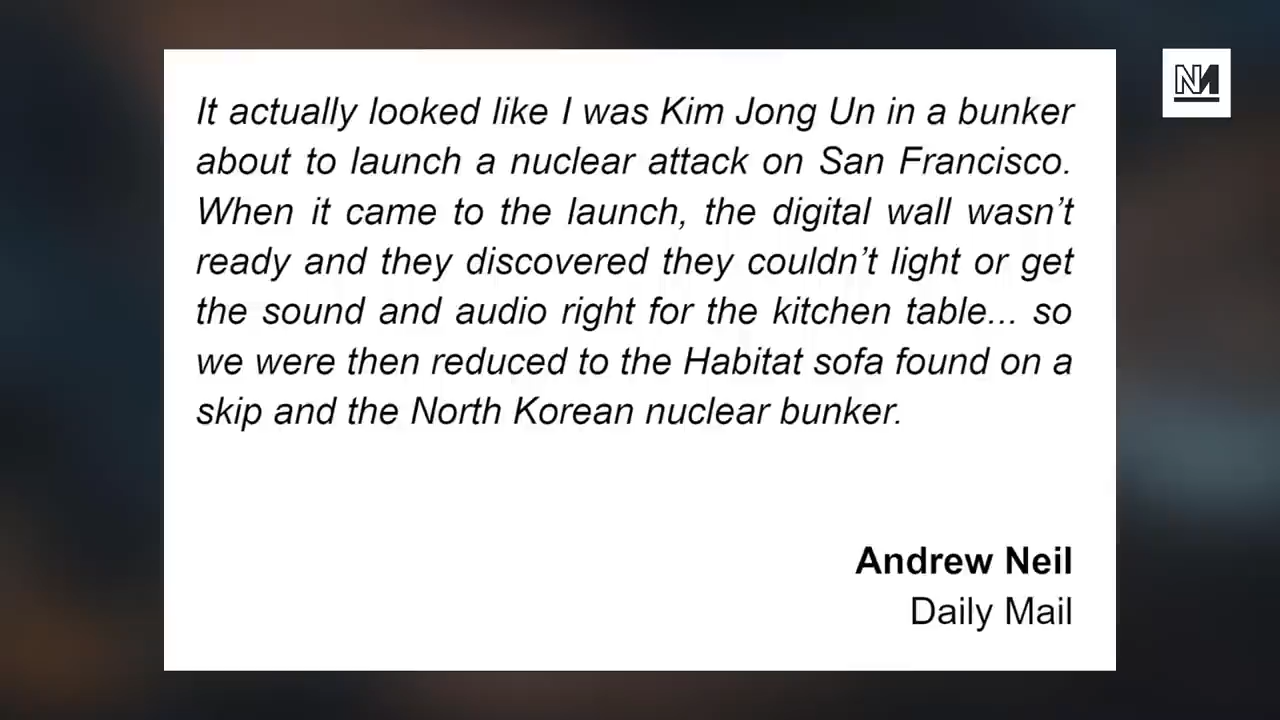 It actually looked like I was Kim Jong Un in a bunker
about to launch a nuclear attack on San Francisco.
When it came to the launch, the digital wall wasn’t
ready and they discovered they couldn’t light or get
the sound and audio right for the kitchen table... so
we were then reduced to the Habitat sofa found on a
skip and the North Korean nuclear bunker.
Andrew Neil
Daily Mail
NM